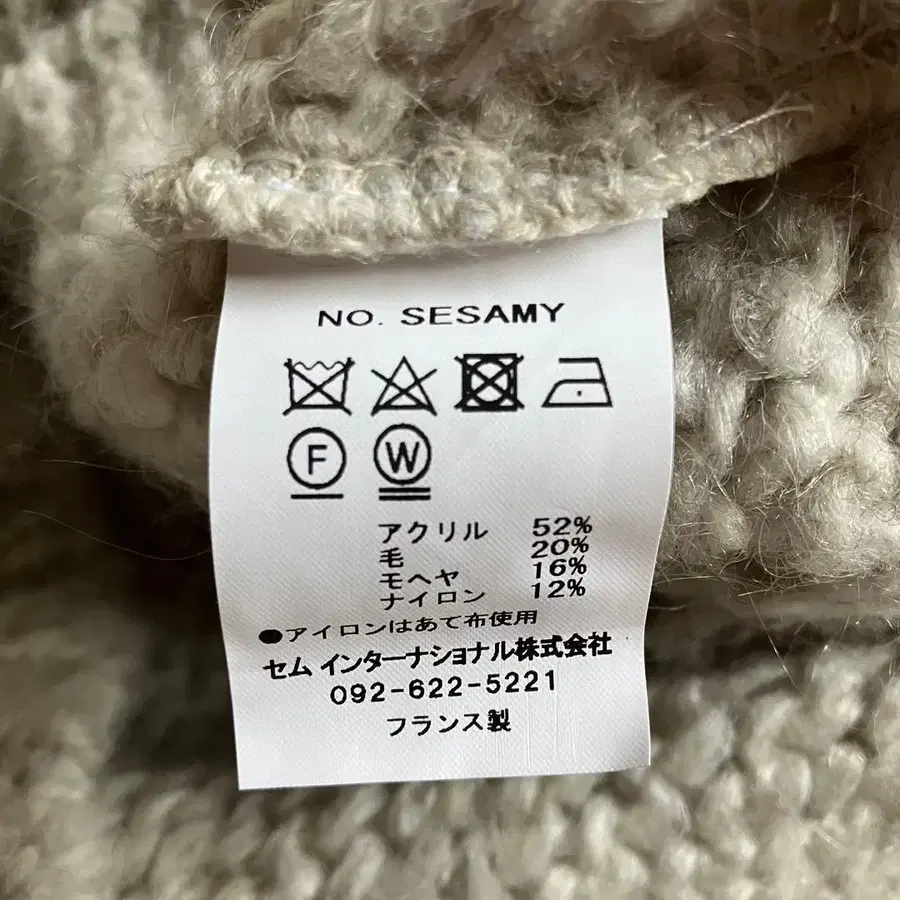 NO. SESAMY
F W
アクリル 52%
毛 20%
モヘヤ 16%
ナイロン 12%
●アイロンはあて布使用
セム インターナショナル株式会社
092-622-5221
フランス製